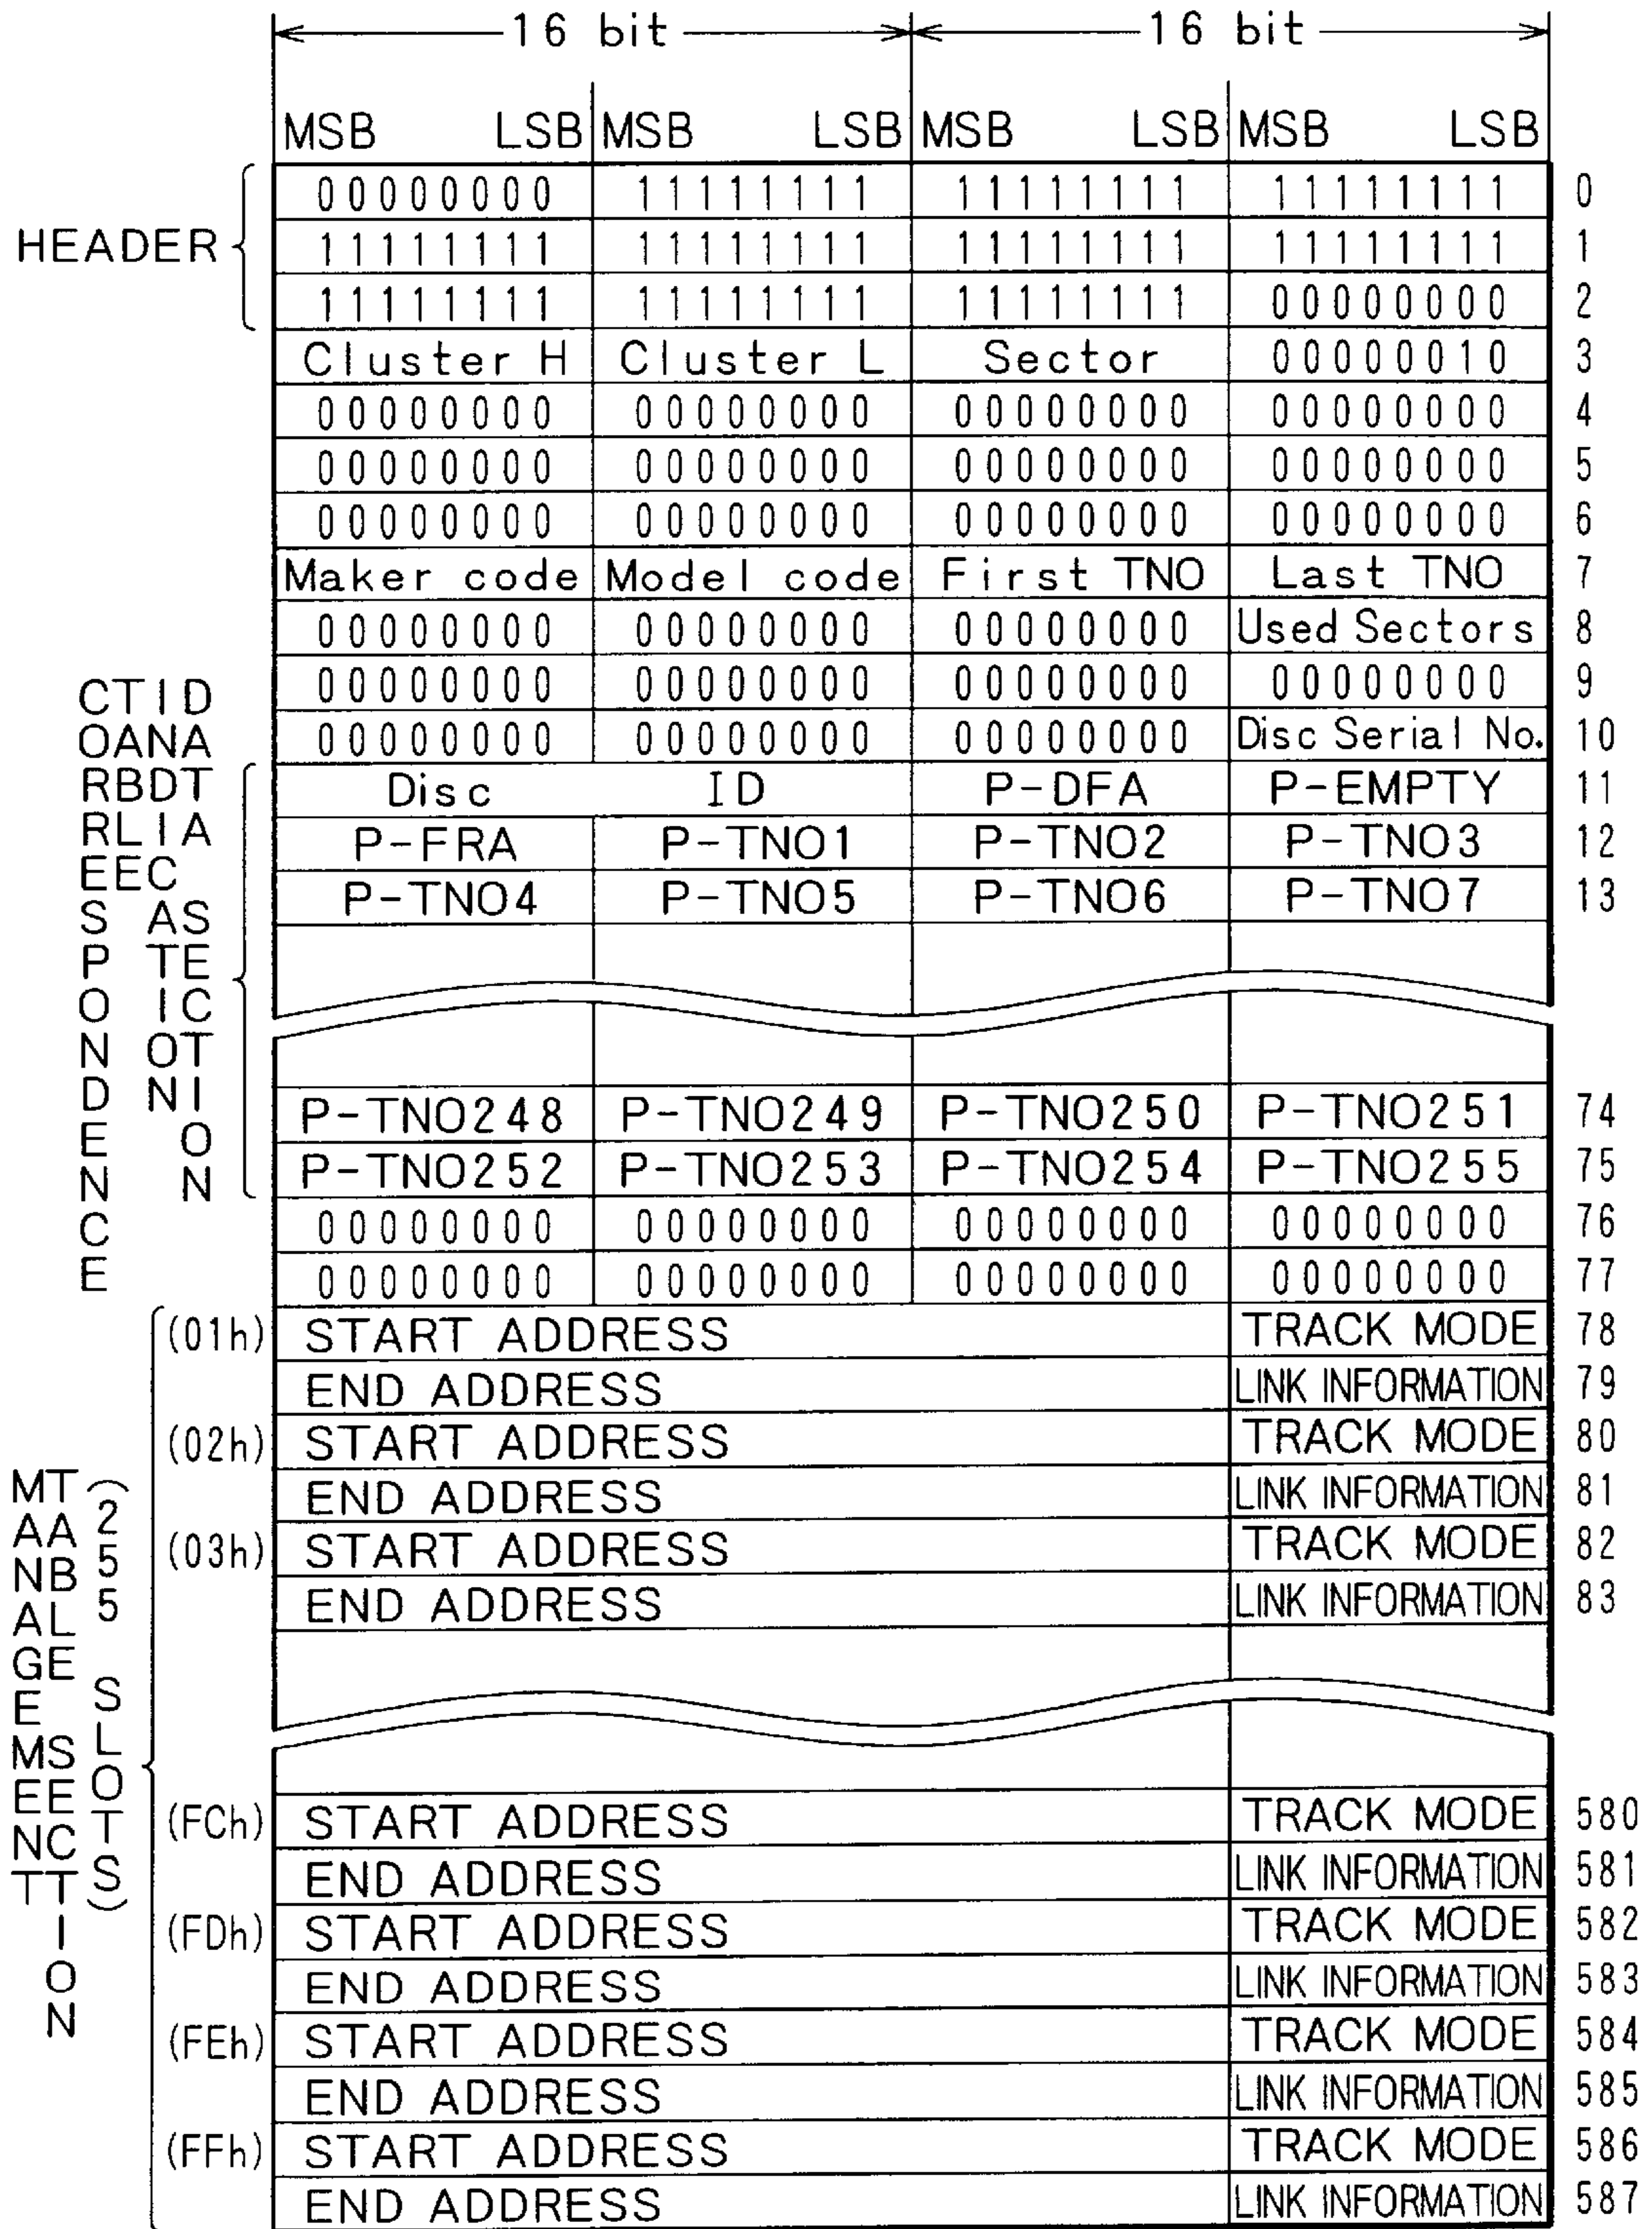 16 bit 16 bit
MSB LSB MSB LSB MSB LSB MSB LSB
HEADER
00000000 11111111 11111111 11111111 0
11111111 11111111 11111111 11111111 1
11111111 11111111 11111111 00000000 2
Cluster H Cluster L Sector 00000010 3
00000000 00000000 00000000 00000000 4
00000000 00000000 00000000 00000000 5
00000000 00000000 00000000 00000000 6
Maker code Model code First TNO Last TNO 7
00000000 00000000 00000000 Used Sectors 8
00000000 00000000 00000000 00000000 9
00000000 00000000 00000000 Disc Serial No. 10
CORRESPONDENCE
TABLE
INDICATION
DATA SECTION
Disc ID P-DFA P-EMPTY 11
P-FRA P-TNO1 P-TNO2 P-TNO3 12
P-TNO4 P-TNO5 P-TNO6 P-TNO7 13
P-TNO248 P-TNO249 P-TNO250 P-TNO251 74
P-TNO252 P-TNO253 P-TNO254 P-TNO255 75
00000000 00000000 00000000 00000000 76
00000000 00000000 00000000 00000000 77
MANAGEMENT
TABLE SECTION
(255 SLOTS)
(01h) START ADDRESS TRACK MODE 78
END ADDRESS LINK INFORMATION 79
(02h) START ADDRESS TRACK MODE 80
END ADDRESS LINK INFORMATION 81
(03h) START ADDRESS TRACK MODE 82
END ADDRESS LINK INFORMATION 83
(FCh) START ADDRESS TRACK MODE 580
END ADDRESS LINK INFORMATION 581
(FDh) START ADDRESS TRACK MODE 582
END ADDRESS LINK INFORMATION 583
(FEh) START ADDRESS TRACK MODE 584
END ADDRESS LINK INFORMATION 585
(FFh) START ADDRESS TRACK MODE 586
END ADDRESS LINK INFORMATION 587